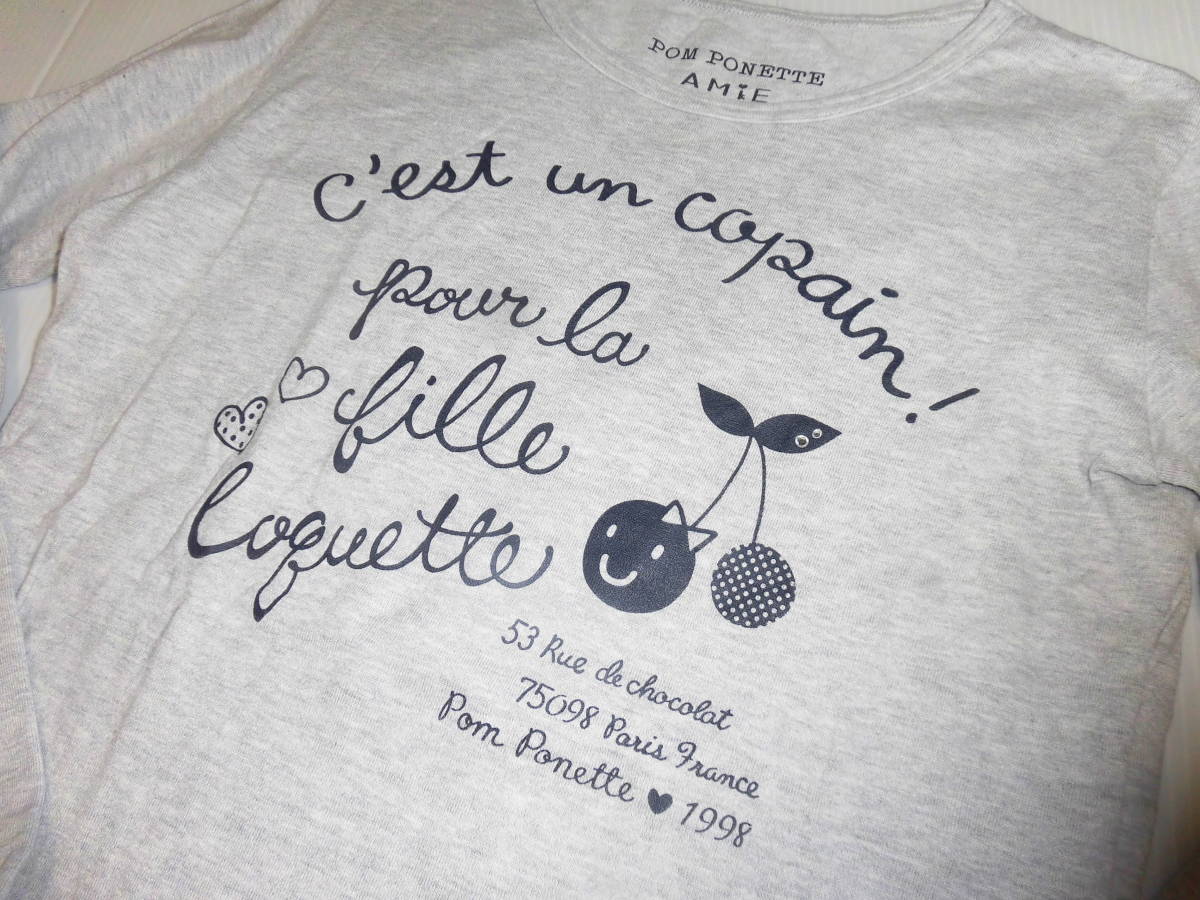 POM PONETTE
AMiE
c'est un copain!
pour la
fille
loquette
53 Rue de chocolat
75098 Paris France
Pom Ponette ♥ 1998